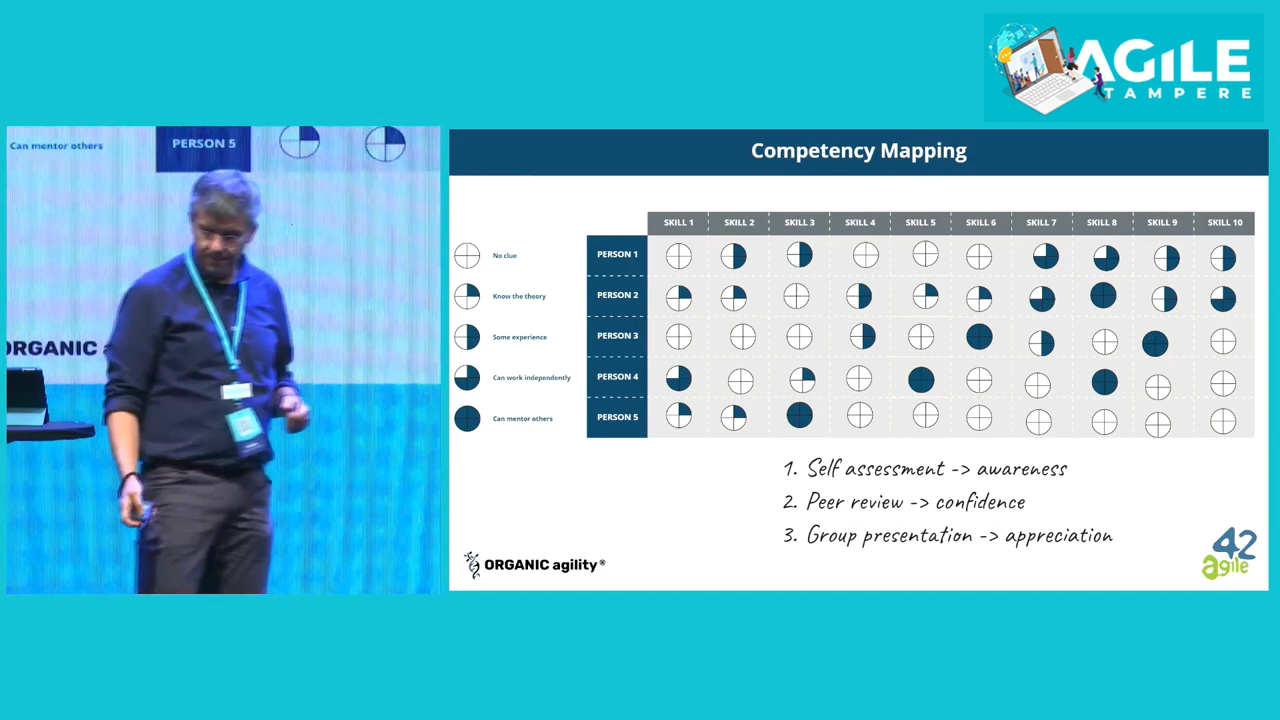 AGILE
TAMPERE
Can mentor others
PERSON 5
ORGANIC a
Competency Mapping
SKILL 1 SKILL 2 SKILL 3 SKILL 4 SKILL 5 SKILL 6 SKILL 7 SKILL 8 SKILL 9 SKILL 10
No clue
PERSON 1
Know the theory
PERSON 2
Some experience
PERSON 3
Can work independently
PERSON 4
Can mentor others
PERSON 5
1. Self assessment -> awareness
2. Peer review -> confidence
3. Group presentation -> appreciation
ORGANIC agility®
42
agile